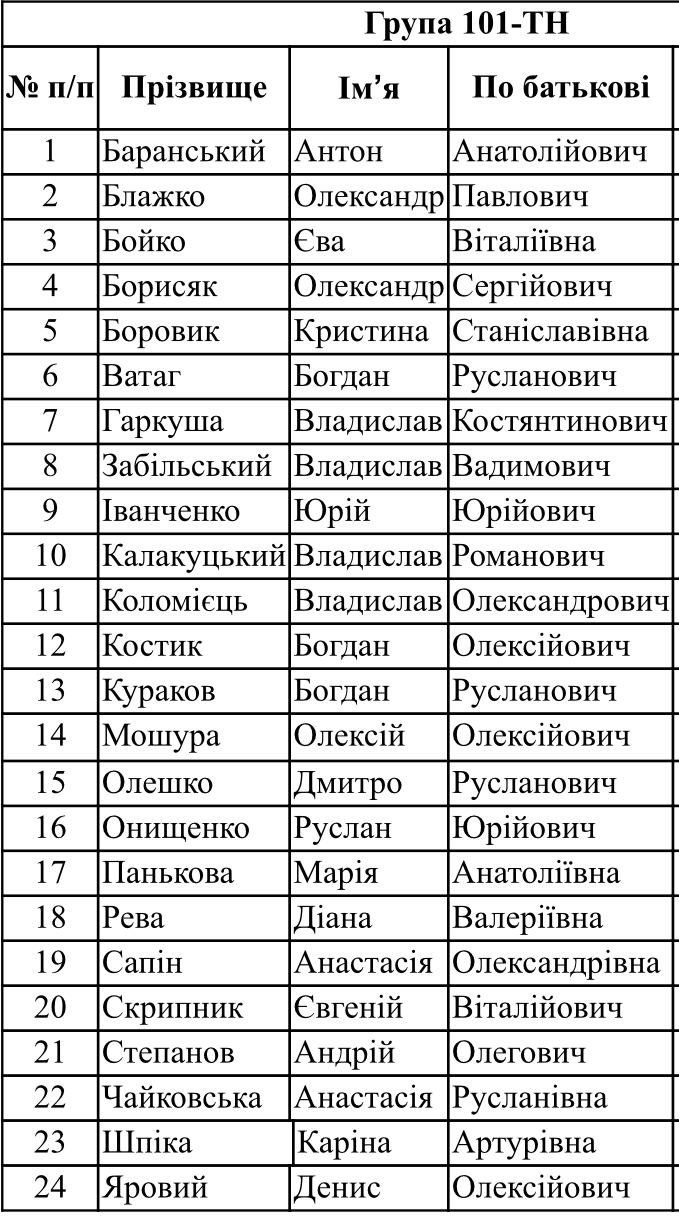 Група 101-ТН
№ п/п Прізвище Ім’я По батькові
1 Баранський Антон Анатолійович
2 Блажко Олександр Павлович
3 Бойко Єва Віталіївна
4 Борисяк Олександр Сергійович
5 Боровик Кристина Станіславівна
6 Ватаг Богдан Русланович
7 Гаркуша Владислав Костянтинович
8 Забільський Владислав Вадимович
9 Іванченко Юрій Юрійович
10 Калакуцький Владислав Романович
11 Коломієць Владислав Олександрович
12 Костик Богдан Олексійович
13 Кураков Богдан Русланович
14 Мошура Олексій Олексійович
15 Олешко Дмитро Русланович
16 Онищенко Руслан Юрійович
17 Панькова Марія Анатоліївна
18 Рева Діана Валеріївна
19 Сапін Анастасія Олександрівна
20 Скрипник Євгеній Віталійович
21 Степанов Андрій Олегович
22 Чайковська Анастасія Русланівна
23 Шпіка Каріна Артурівна
24 Яровий Денис Олексійович